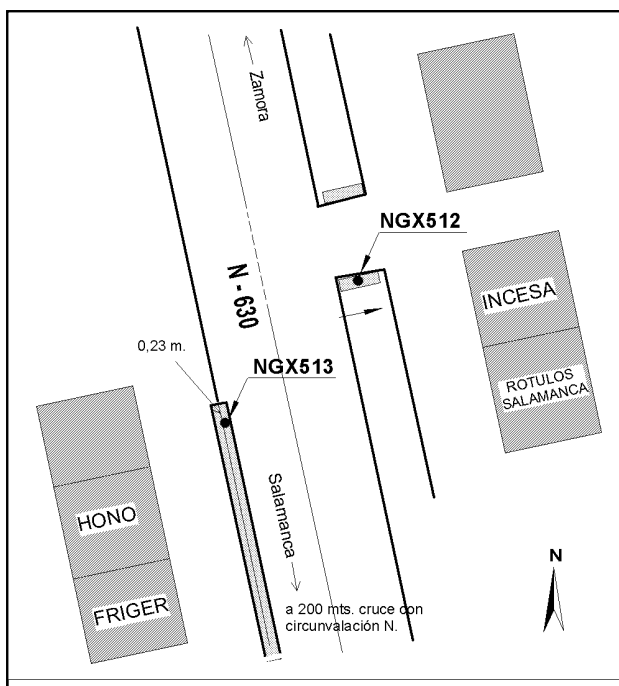 Zamora
NGX512
N - 630
INCESA
0,23 m.
NGX513
ROTULOS
SALAMANCA
Salamanca
HONO
FRIGER
N
a 200 mts. cruce con
circunvalación N.